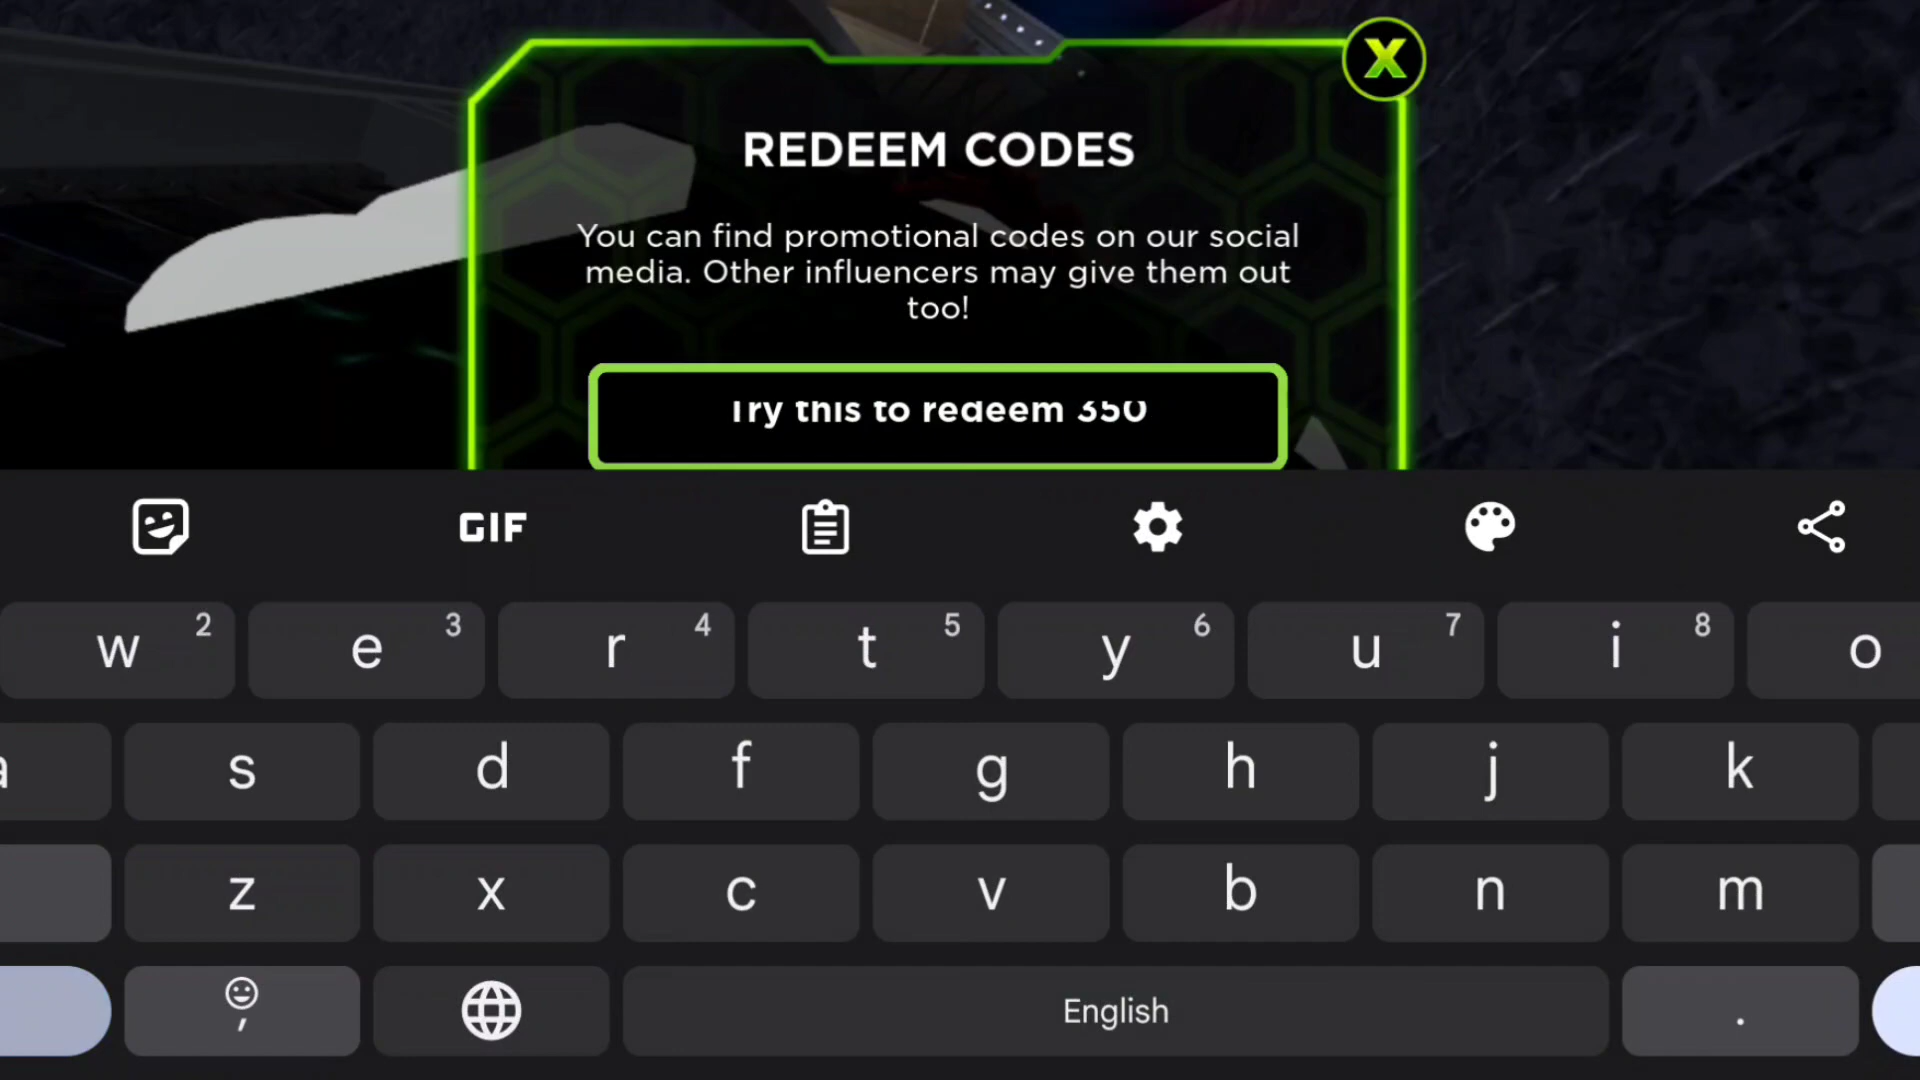 X
REDEEM CODES
You can find promotional codes on our social
media. Other influencers may give them out
too!
Try this to redeem 350
GIF
w 2 e 3 r 4 t 5 y 6 u 7 i 8 o
a s d f g h j k
z x c v b n m
, English .